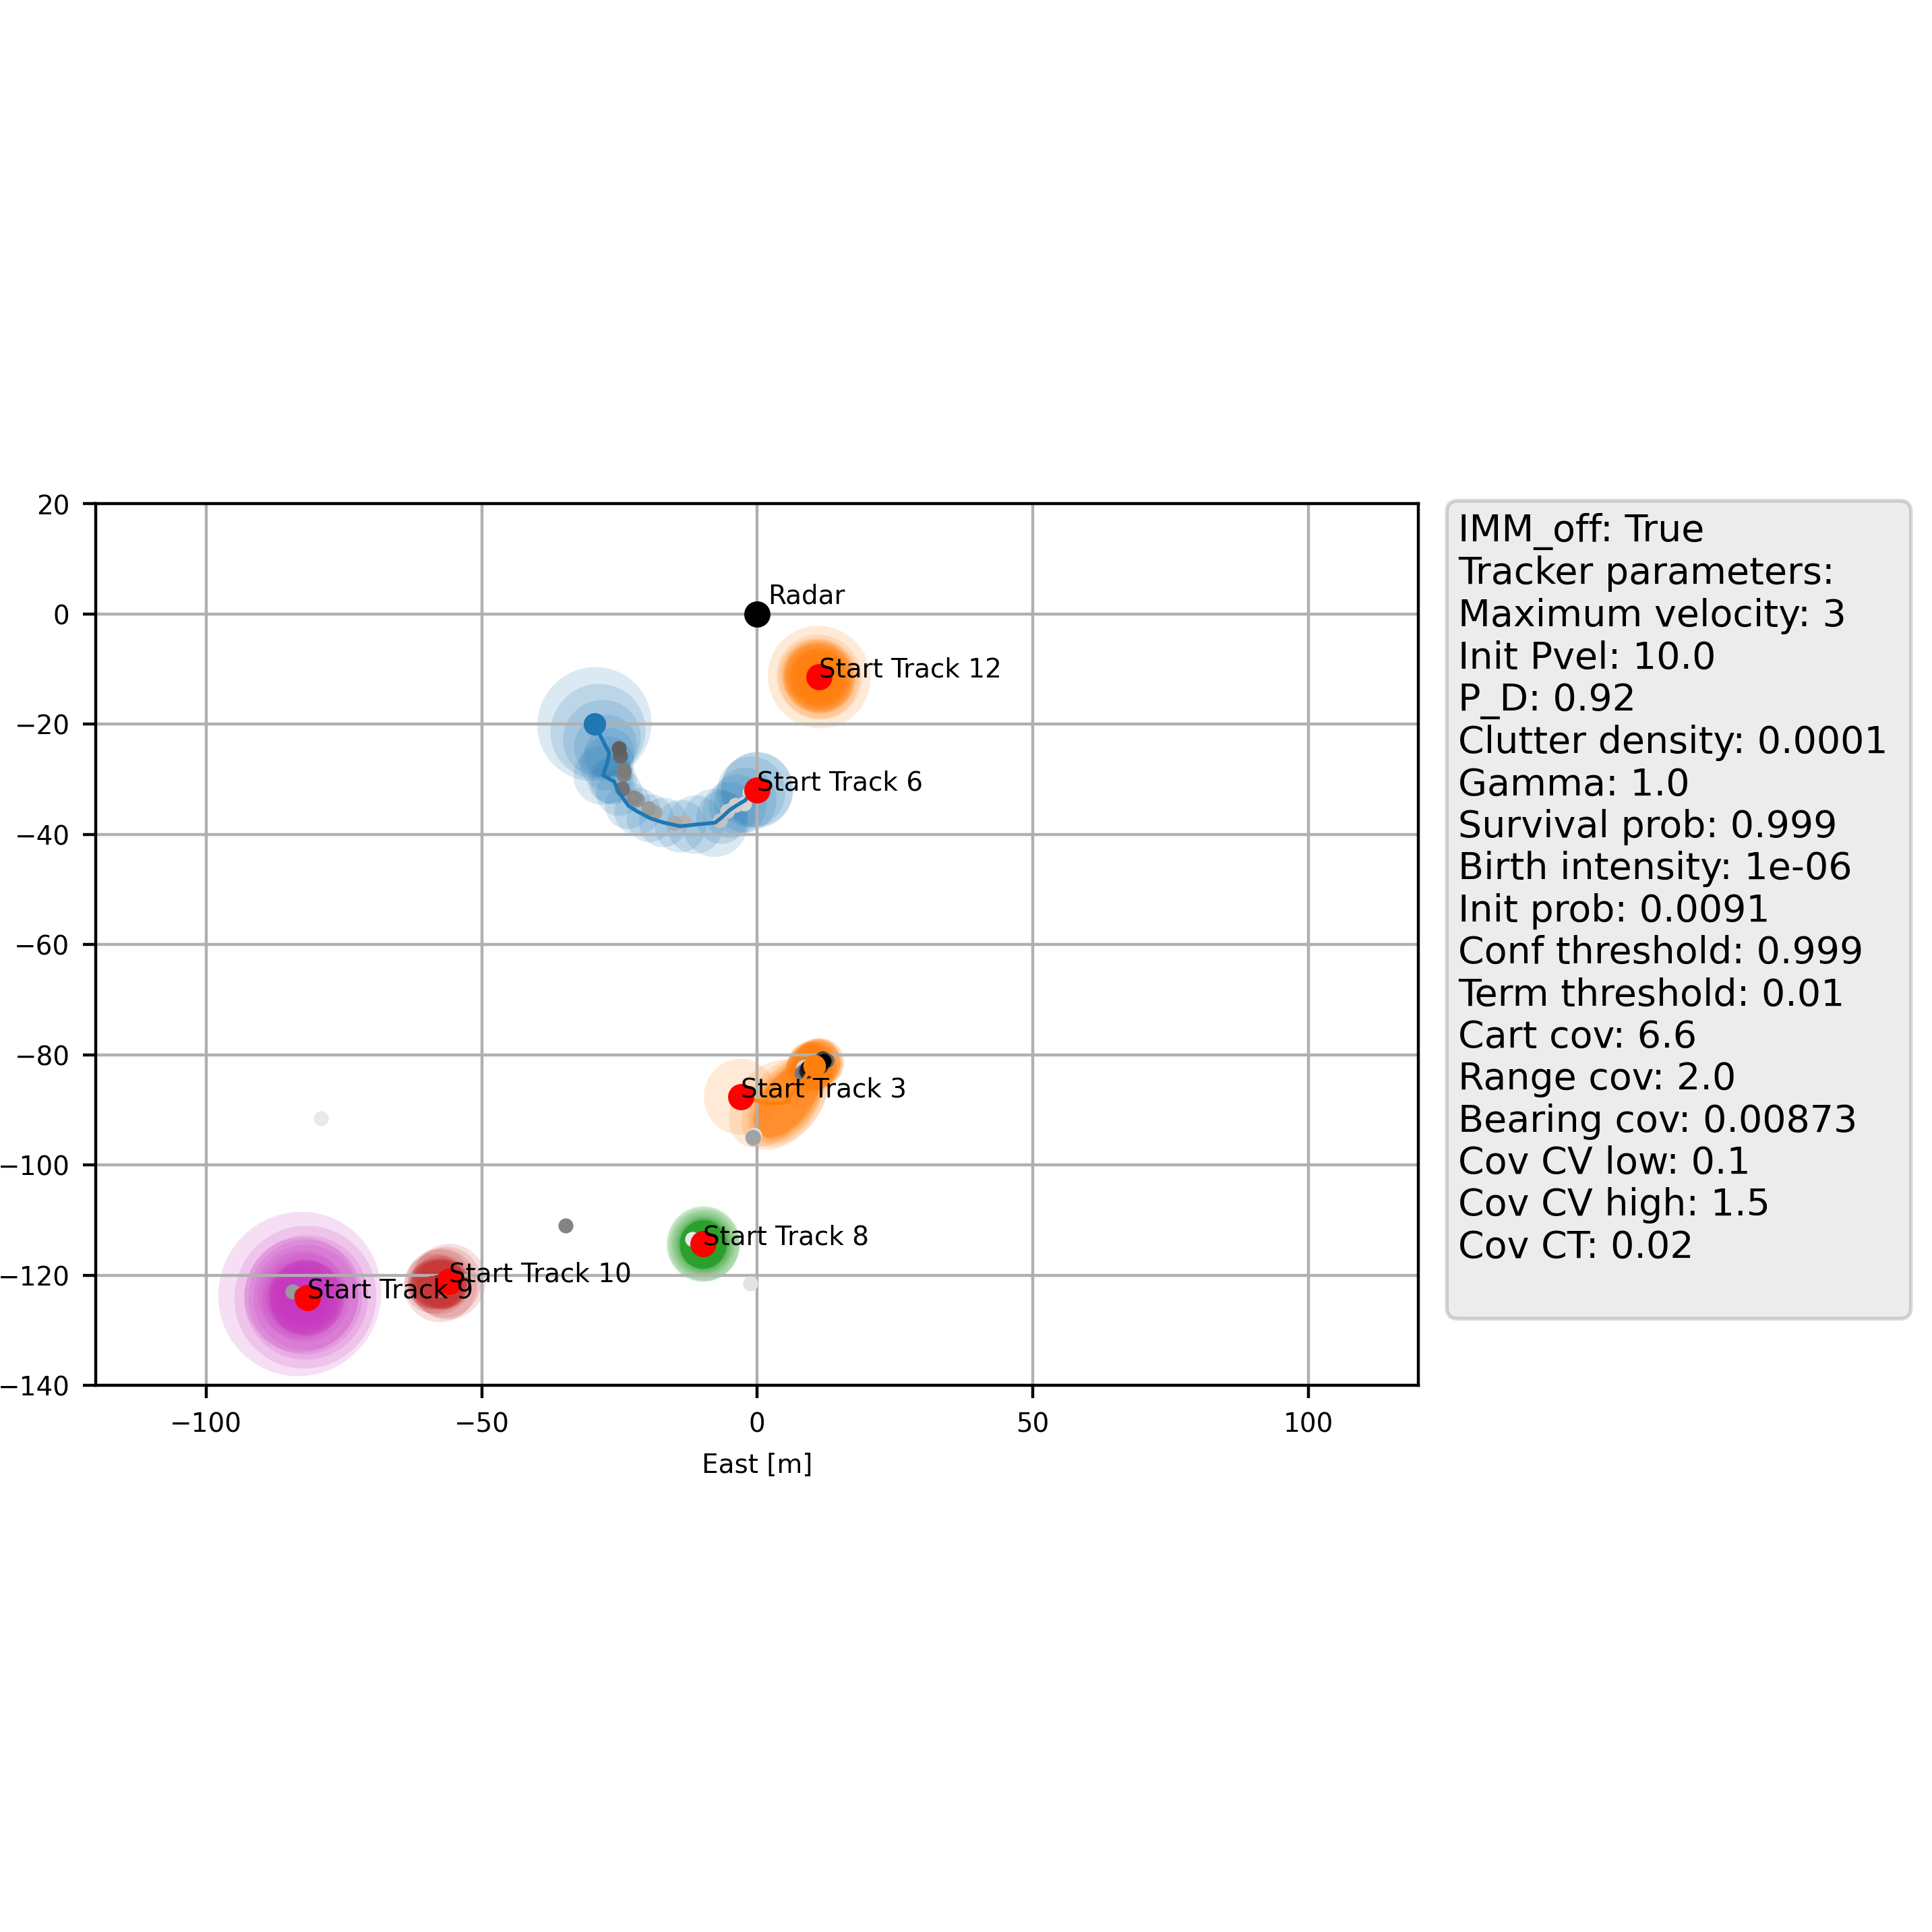 20
0
−20
−40
−60
−80
−100
−120
−140
−100
−50
0
50
100
East [m]
Radar
Start Track 12
Start Track 6
Start Track 3
Start Track 8
Start Track 10
Start Track 9
IMM_off: True
Tracker parameters:
Maximum velocity: 3
Init Pvel: 10.0
P_D: 0.92
Clutter density: 0.0001
Gamma: 1.0
Survival prob: 0.999
Birth intensity: 1e-06
Init prob: 0.0091
Conf threshold: 0.999
Term threshold: 0.01
Cart cov: 6.6
Range cov: 2.0
Bearing cov: 0.00873
Cov CV low: 0.1
Cov CV high: 1.5
Cov CT: 0.02